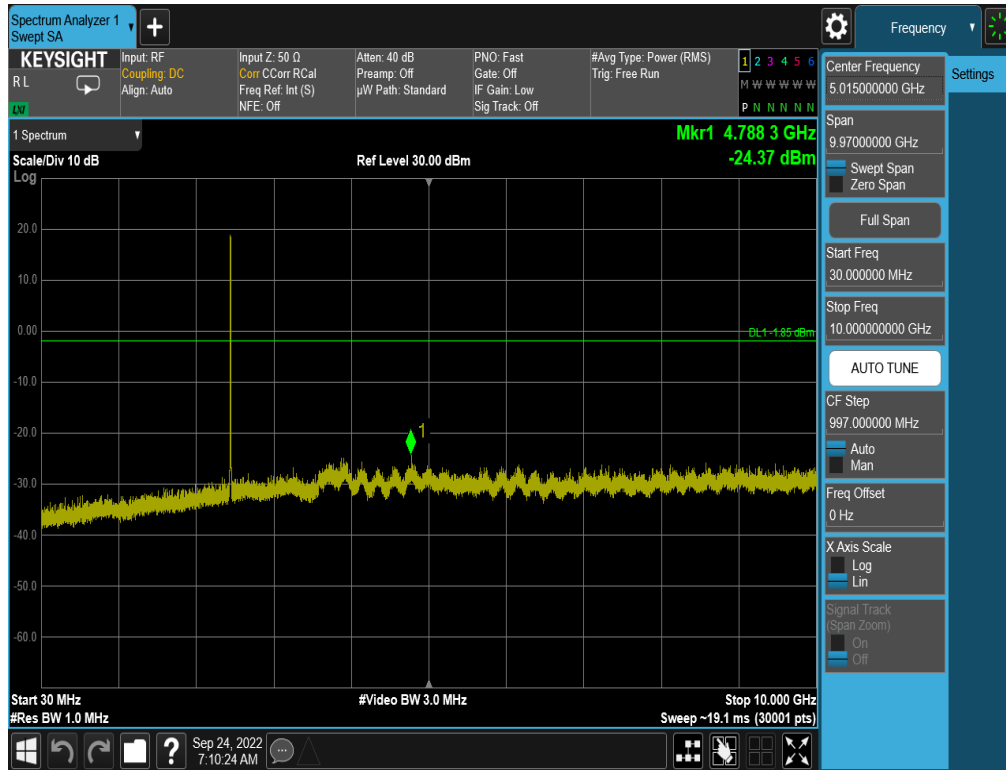 Spectrum Analyzer 1
Swept SA
+
Frequency
KEYSIGHT
R L
LXI
Input: RF
Coupling: DC
Align: Auto
Input Z: 50 Ω
Corr CCorr RCal
Freq Ref: Int (S)
NFE: Off
Atten: 40 dB
Preamp: Off
µW Path: Standard
PNO: Fast
Gate: Off
IF Gain: Low
Sig Track: Off
#Avg Type: Power (RMS)
Trig: Free Run
1 2 3 4 5 6
M W W W W W
P N N N N N
1 Spectrum
Scale/Div 10 dB
Log
Ref Level 30.00 dBm
Mkr1 4.788 3 GHz
-24.37 dBm
20.0
10.0
0.00
-10.0
-20.0
-30.0
-40.0
-50.0
-60.0
DL1 -1.85 dBm
1
Start 30 MHz
#Res BW 1.0 MHz
#Video BW 3.0 MHz
Stop 10.000 GHz
Sweep ~19.1 ms (30001 pts)
Center Frequency
5.015000000 GHz
Settings
Span
9.97000000 GHz
Swept Span
Zero Span
Full Span
Start Freq
30.000000 MHz
Stop Freq
10.000000000 GHz
AUTO TUNE
CF Step
997.000000 MHz
Auto
Man
Freq Offset
0 Hz
X Axis Scale
Log
Lin
Signal Track
(Span Zoom)
On
Off
?
Sep 24, 2022
7:10:24 AM